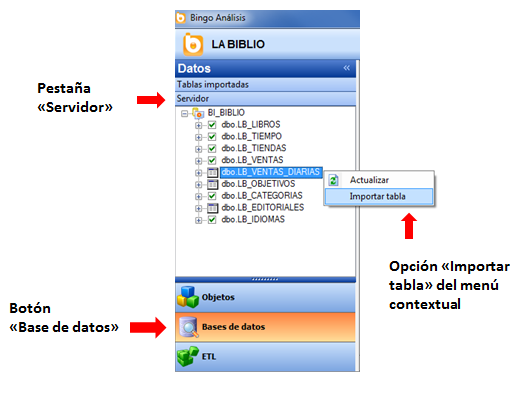 Bingo Análisis
LA BIBLIO
Datos «
Tablas importadas
Servidor
BI_BIBLIO
dbo.LB_LIBROS
dbo.LB_TIEMPO
dbo.LB_TIENDAS
dbo.LB_VENTAS
dbo.LB_VENTAS_DIARIAS
dbo.LB_OBJETIVOS
dbo.LB_CATEGORIAS
dbo.LB_EDITORIALES
dbo.LB_IDIOMAS
Actualizar
Importar tabla
Objetos
Bases de datos
ETL
Pestaña
«Servidor»
Opción «Importar
tabla» del menú
contextual
Botón
«Base de datos»